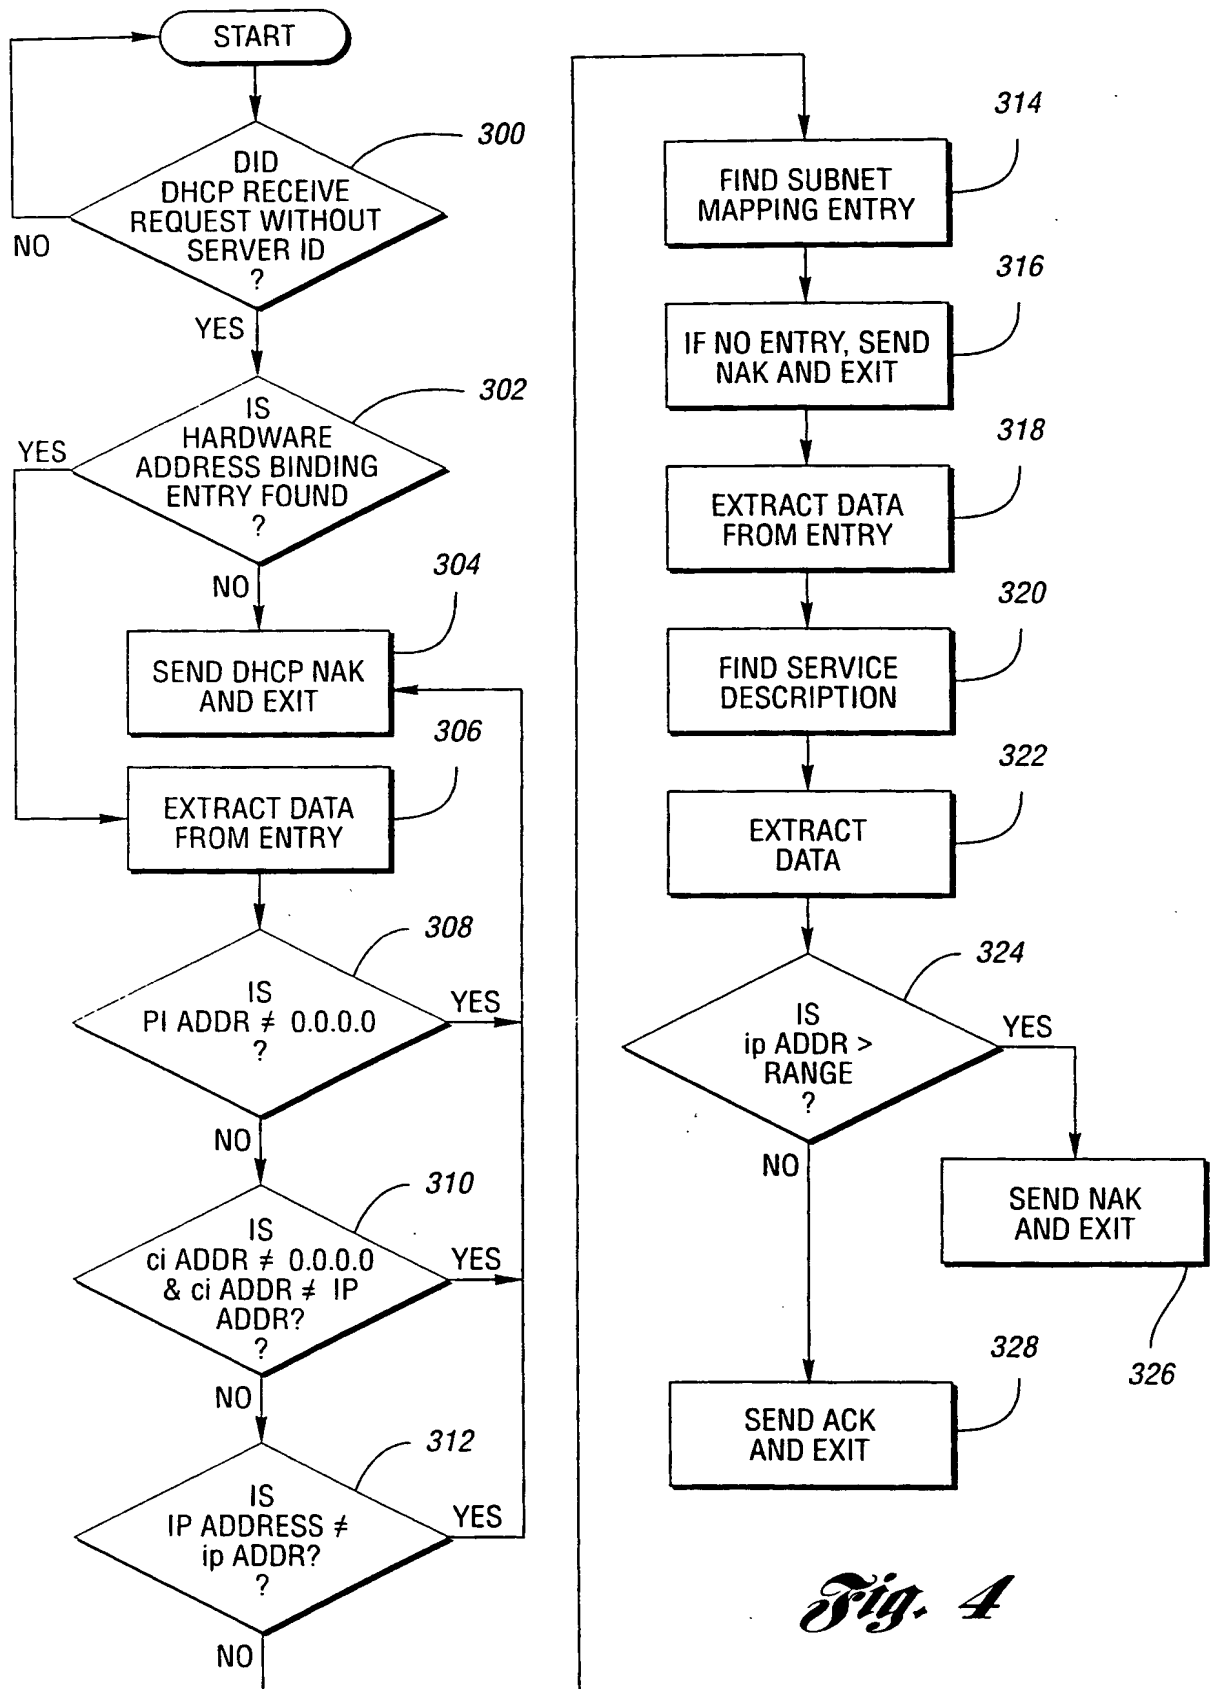 START
300
DID
DHCP RECEIVE
REQUEST WITHOUT
SERVER ID
?
NO
YES
302
IS
HARDWARE
ADDRESS BINDING
ENTRY FOUND
?
YES
NO
304
SEND DHCP NAK
AND EXIT
306
EXTRACT DATA
FROM ENTRY
308
IS
PI ADDR ≠ 0.0.0.0
?
YES
NO
310
IS
ci ADDR ≠ 0.0.0.0
& ci ADDR ≠ IP
ADDR?
?
YES
NO
312
IS
IP ADDRESS ≠
ip ADDR?
?
YES
NO
314
FIND SUBNET
MAPPING ENTRY
316
IF NO ENTRY, SEND
NAK AND EXIT
318
EXTRACT DATA
FROM ENTRY
320
FIND SERVICE
DESCRIPTION
322
EXTRACT
DATA
324
IS
ip ADDR >
RANGE
?
YES
NO
SEND NAK
AND EXIT
326
328
SEND ACK
AND EXIT
Fig. 4